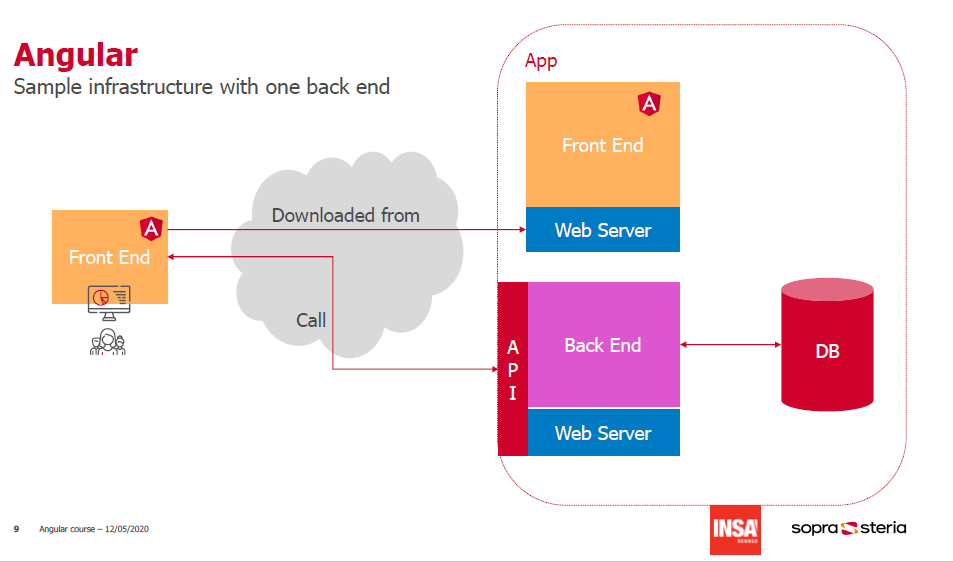 Angular
Sample infrastructure with one back end
App
A
Front End
Web Server
Downloaded from
A
Front End
Call
A
P
I
Back End
Web Server
DB
9 Angular course – 12/05/2020
INSA
RENNES
sopra steria